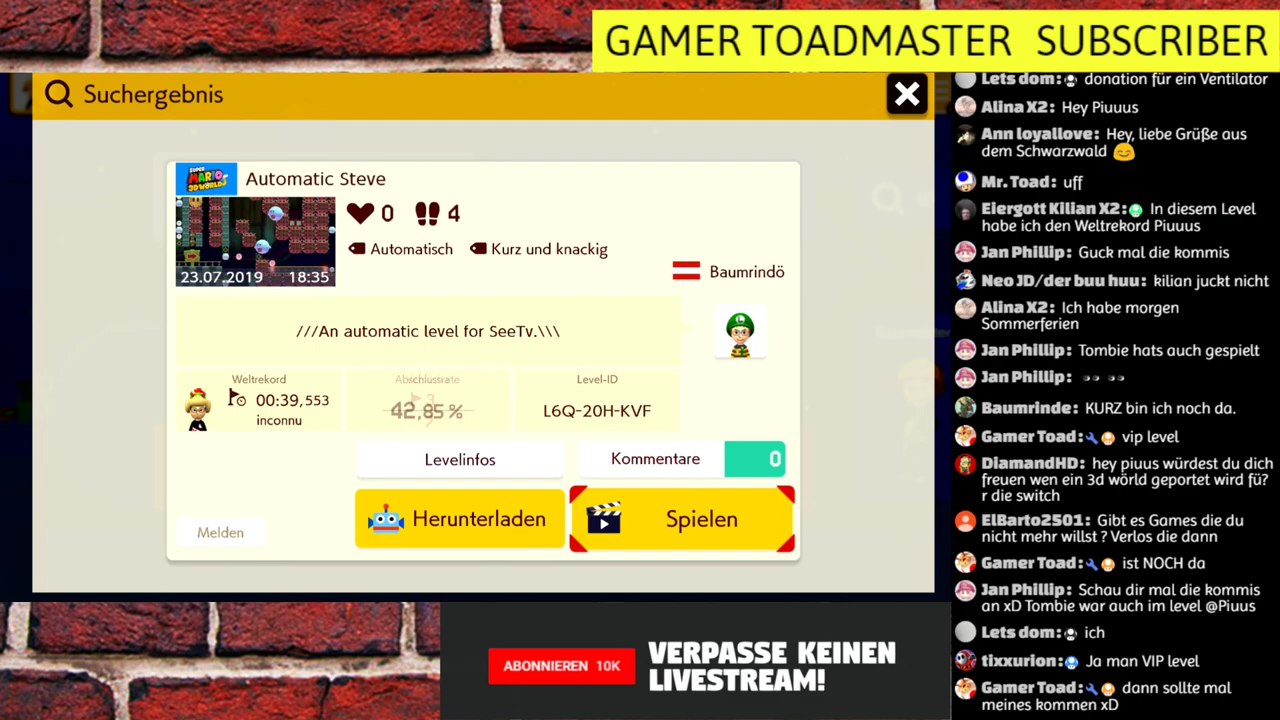 GAMER TOADMASTER SUBSCRIBER
Suchergebnis
SUPER
MARIO
3D WORLD
Automatic Steve
0
4
Automatisch
Kurz und knackig
23.07.2019
18:35
Baumrindö
///An automatic level for SeeTv.\\\
Weltrekord
00:39,553
inconnu
Abschlussrate
3
42,85 %
Level-ID
L6Q-20H-KVF
Levelinfos
Kommentare
0
Melden
Herunterladen
Spielen
ABONNIEREN 10K
VERPASSE KEINEN
LIVESTREAM!
Lets dom: donation für ein Ventilator
Alina X2: Hey Piuuus
Ann loyallove: Hey, liebe Grüße aus
dem Schwarzwald 😊
Mr. Toad: uff
Eiergott Kilian X2: In diesem Level
habe ich den Weltrekord Piuuus
Jan Phillip: Guck mal die kommis
Neo JD/der buu huu: kilian juckt nicht
Alina X2: Ich habe morgen
Sommerferien
Jan Phillip: Tombie hats auch gespielt
Jan Phillip: 👀 👀
Baumrinde: KURZ bin ich noch da.
Gamer Toad: vip level
DiamandHD: hey piuus würdest du dich
freuen wen ein 3d wörld geportet wird fü?
r die switch
ElBarto2501: Gibt es Games die du
nicht mehr willst ? Verlos die dann
Gamer Toad: ist NOCH da
Jan Phillip: Schau dir mal die kommis
an xD Tombie war auch im level @Piuus
Lets dom: ich
tixxurion: Ja man VIP level
Gamer Toad: dann sollte mal
meines kommen xD